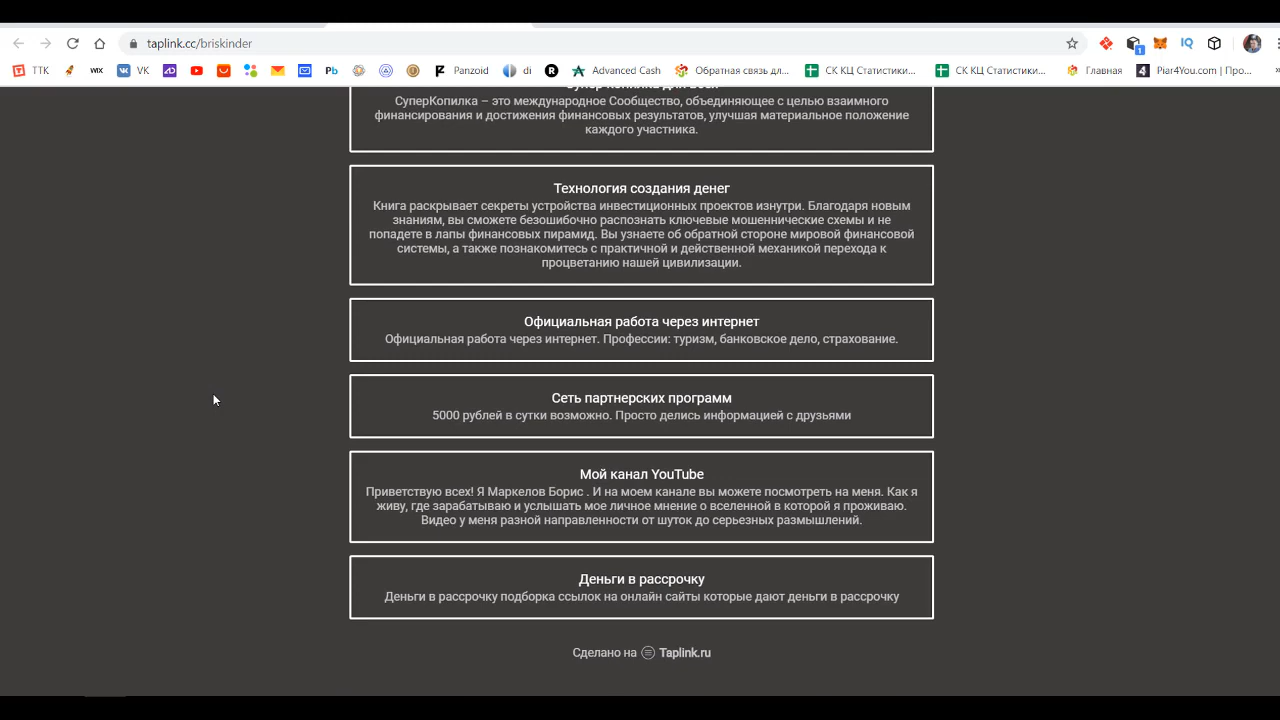 taplink.cc/briskinder
ТТК
WIX
VK
Pb
Panzoid
di
Advanced Cash
Обратная связь дл...
СК КЦ Статистики...
СК КЦ Статистики...
Главная
Piar4You.com | Про...
Супер копилка для всех
СуперКопилка – это международное Сообщество, объединяющее с целью взаимного
финансирования и достижения финансовых результатов, улучшая материальное положение
каждого участника.
Технология создания денег
Книга раскрывает секреты устройства инвестиционных проектов изнутри. Благодаря новым
знаниям, вы сможете безошибочно распознать ключевые мошеннические схемы и не
попадете в лапы финансовых пирамид. Вы узнаете об обратной стороне мировой финансовой
системы, а также познакомитесь с практичной и действенной механикой перехода к
процветанию нашей цивилизации.
Официальная работа через интернет
Официальная работа через интернет. Профессии: туризм, банковское дело, страхование.
Сеть партнерских программ
5000 рублей в сутки возможно. Просто делись информацией с друзьями
Мой канал YouTube
Приветствую всех! Я Маркелов Борис . И на моем канале вы можете посмотреть на меня. Как я
живу, где зарабатываю и услышать мое личное мнение о вселенной в которой я проживаю.
Видео у меня разной направленности от шуток до серьезных размышлений.
Деньги в рассрочку
Деньги в рассрочку подборка ссылок на онлайн сайты которые дают деньги в рассрочку
Сделано на Taplink.ru